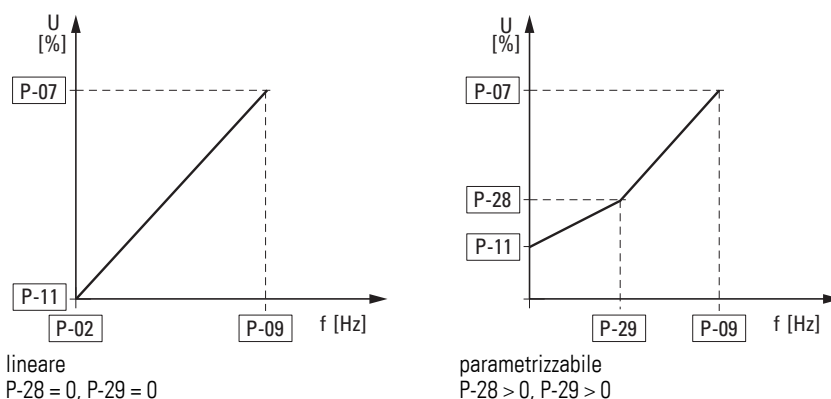 U
[%]
P-07
P-11
P-02
P-09
f [Hz]
lineare
P-28 = 0, P-29 = 0
U
[%]
P-07
P-28
P-11
P-29
P-09
f [Hz]
parametrizzabile
P-28 > 0, P-29 > 0